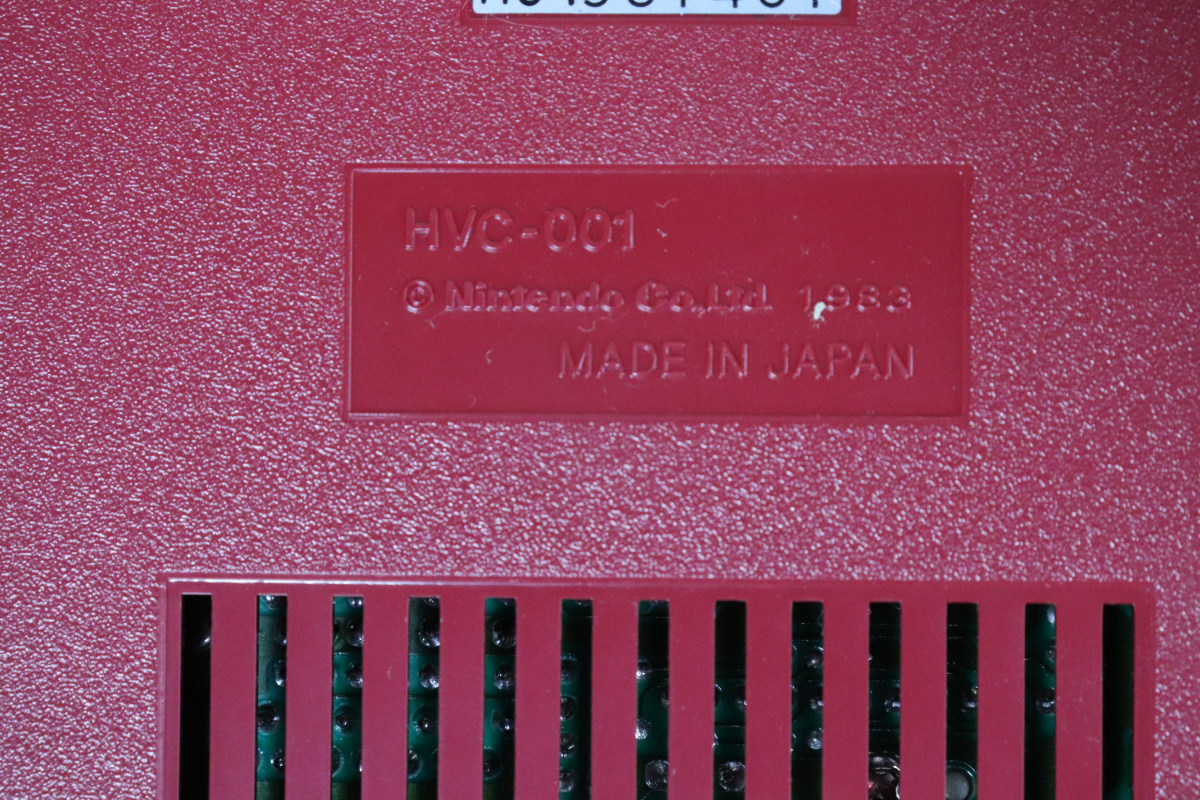 HVC-001
© Nintendo Co.,Ltd. 1983
MADE IN JAPAN